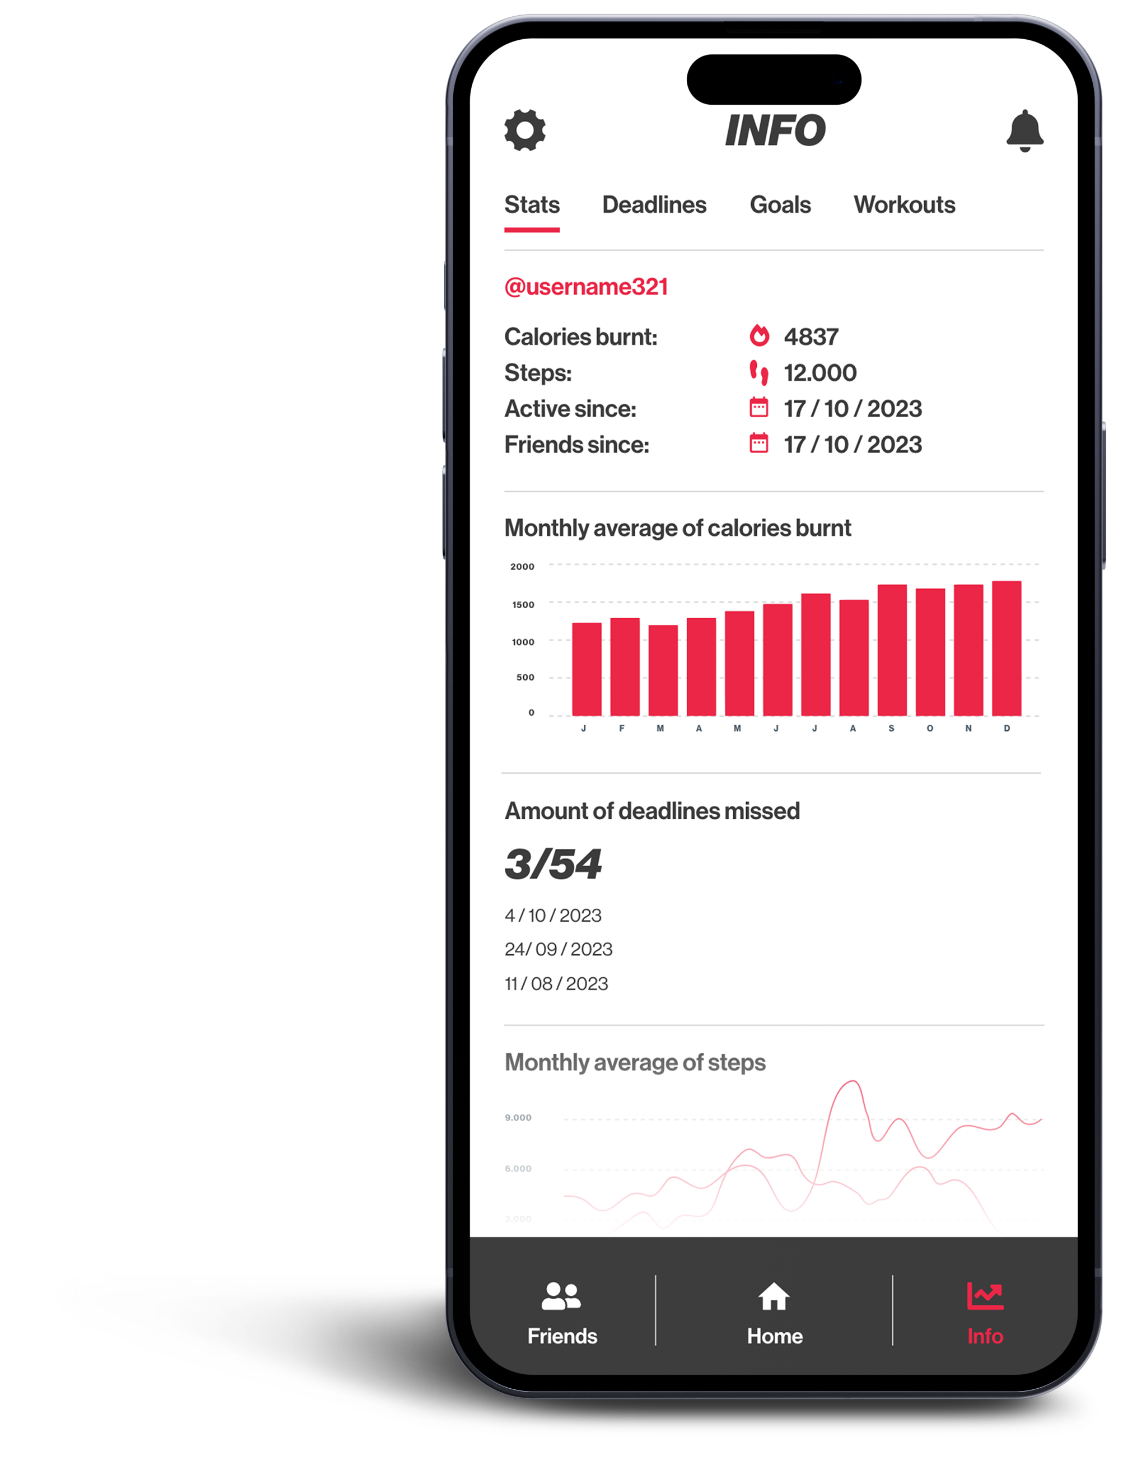 INFO
Stats Deadlines Goals Workouts
@username321
Calories burnt: 4837
Steps: 12.000
Active since: 17 / 10 / 2023
Friends since: 17 / 10 / 2023
Monthly average of calories burnt
2000
1500
1000
500
0
J F M A M J J A S O N D
Amount of deadlines missed
3/54
4 / 10 / 2023
24/ 09 / 2023
11 / 08 / 2023
Monthly average of steps
9.000
6.000
3.000
Friends Home Info